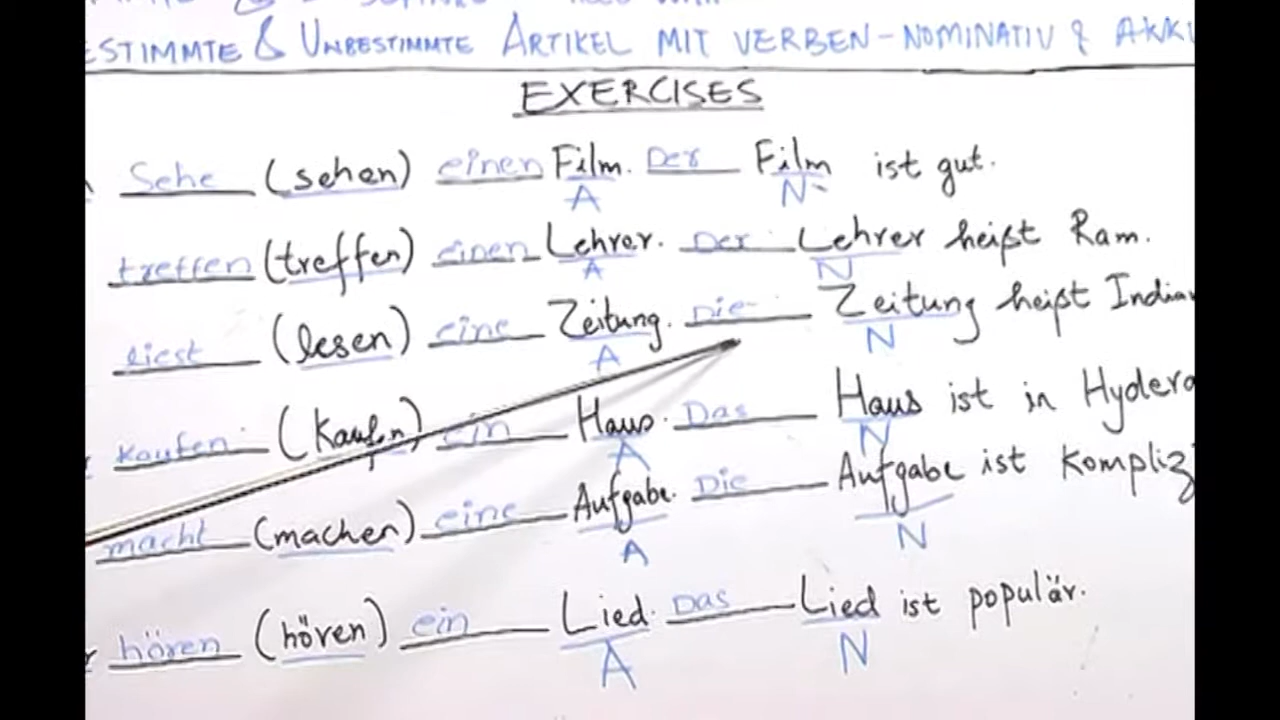 ESTIMMTE & UNBESTIMMTE ARTIKEL MIT VERBEN-NOMINATIV & AKKU
EXERCISES
sehe (sehen) einen Film. Der Film ist gut.
A N
treffen (treffen) einen Lehrer. Der Lehrer heißt Ram.
A N
liest (lesen) eine Zeitung. Die Zeitung heißt Indian
A N
kaufen (kaufen) ein Haus. Das Haus ist in Hydera
A N
macht (machen) eine Aufgabe. Die Aufgabe ist kompliz
A N
hören (hören) ein Lied. Das Lied ist populär.
A N